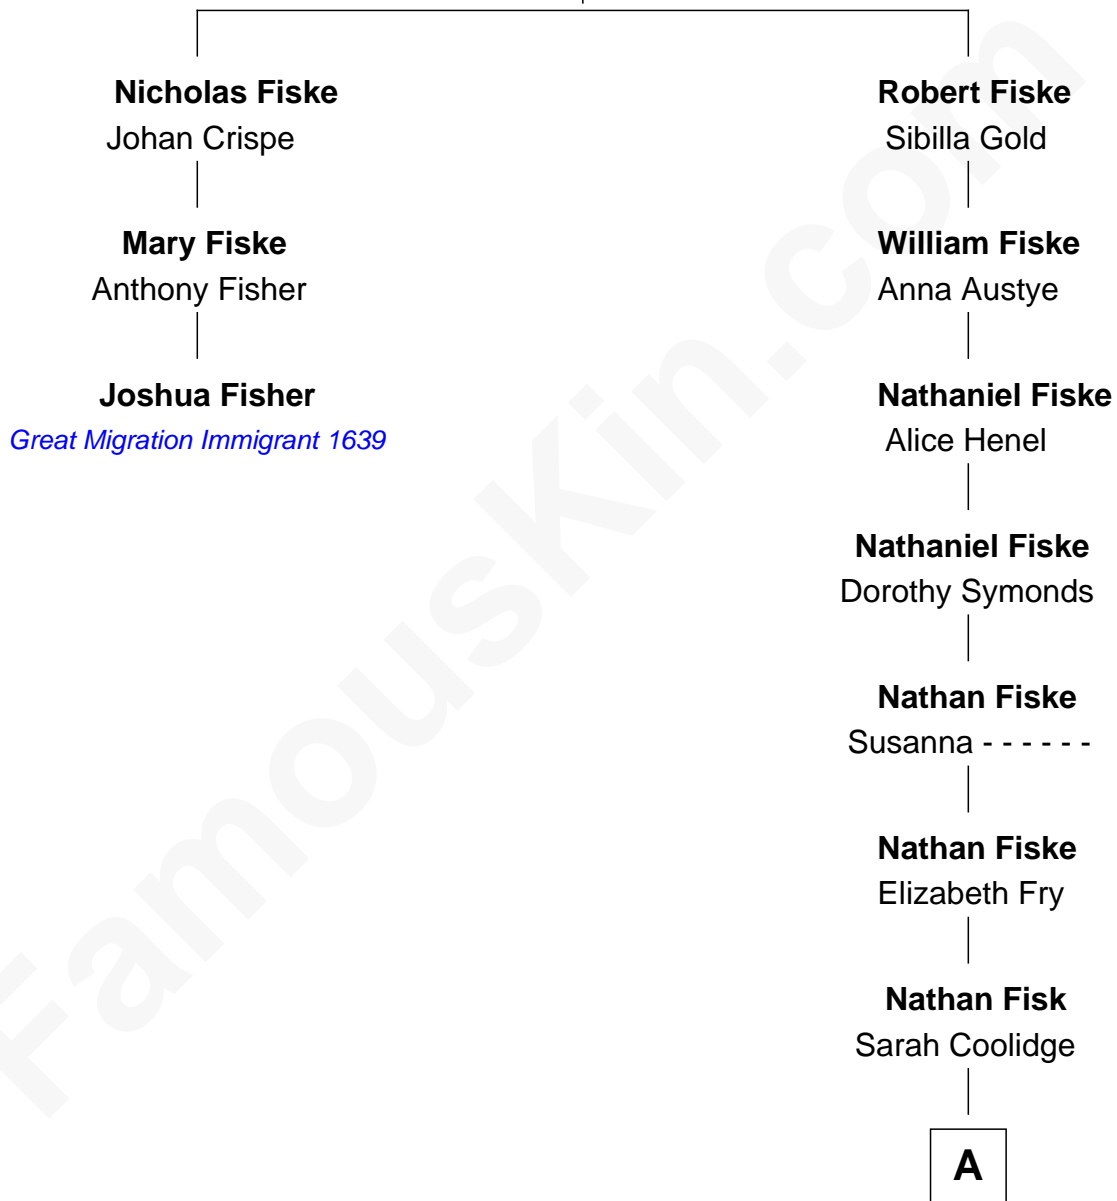 Nicholas Fiske
Johan Crispe
Mary Fiske
Anthony Fisher
Joshua Fisher
Great Migration Immigrant 1639
Robert Fiske
Sibilla Gold
William Fiske
Anna Austye
Nathaniel Fiske
Alice Henel
Nathaniel Fiske
Dorothy Symonds
Nathan Fiske
Susanna - - - - - -
Nathan Fiske
Elizabeth Fry
Nathan Fisk
Sarah Coolidge
A
FamousKin.com